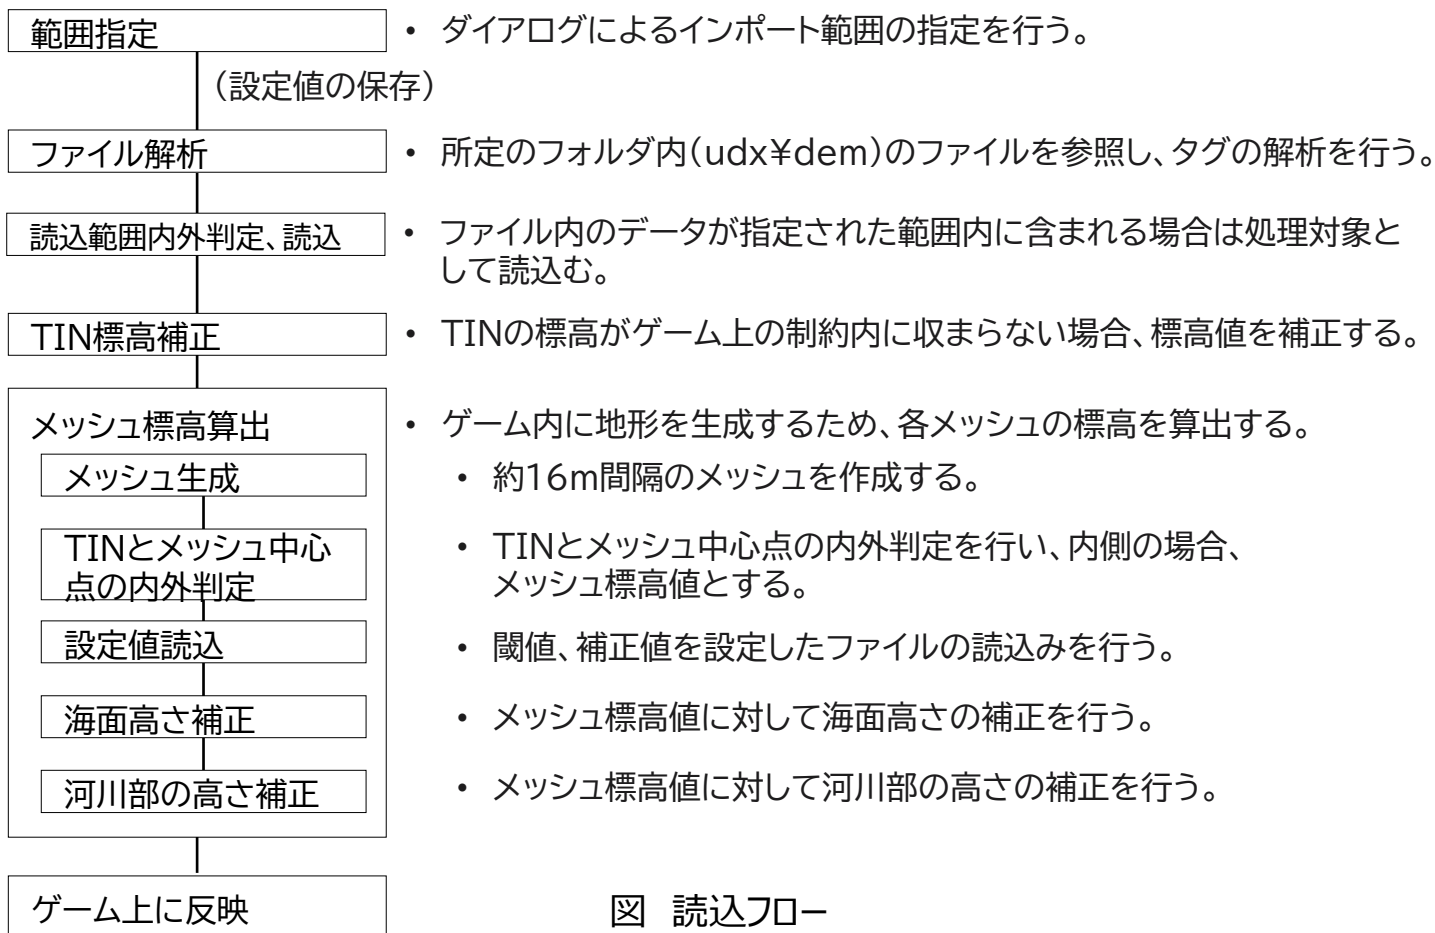 範囲指定
• ダイアログによるインポート範囲の指定を行う。
（設定値の保存）
ファイル解析
• 所定のフォルダ内（udx¥dem）のファイルを参照し、タグの解析を行う。
読込範囲内外判定、読込
• ファイル内のデータが指定された範囲内に含まれる場合は処理対象と
して読込む。
TIN標高補正
• TINの標高がゲーム上の制約内に収まらない場合、標高値を補正する。
メッシュ標高算出
• ゲーム内に地形を生成するため、各メッシュの標高を算出する。
メッシュ生成
• 約16m間隔のメッシュを作成する。
TINとメッシュ中心
点の内外判定
• TINとメッシュ中心点の内外判定を行い、内側の場合、
メッシュ標高値とする。
設定値読込
• 閾値、補正値を設定したファイルの読込みを行う。
海面高さ補正
• メッシュ標高値に対して海面高さの補正を行う。
河川部の高さ補正
• メッシュ標高値に対して河川部の高さの補正を行う。
ゲーム上に反映
図　読込フロー